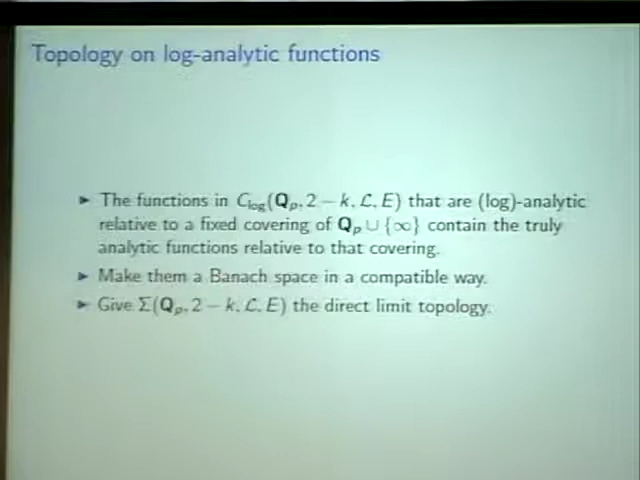 Topology on log-analytic functions
▶ The functions in C_log(Q_p, 2 − k, ℒ, E) that are (log)-analytic
relative to a fixed covering of Q_p ∪ {∞} contain the truly
analytic functions relative to that covering.
▶ Make them a Banach space in a compatible way.
▶ Give Σ(Q_p, 2 − k, ℒ, E) the direct limit topology.